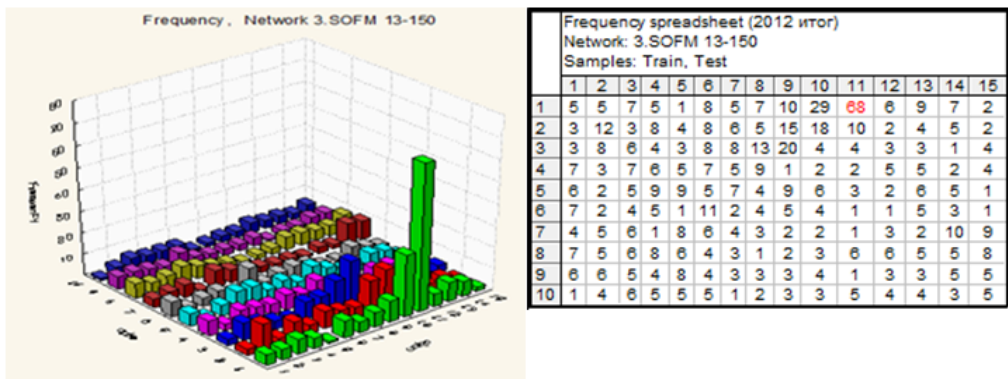 Frequency, Network 3.SOFM 13-150
Frequency spreadsheet (2012 итог)
Network: 3.SOFM 13-150
Samples: Train, Test
1 2 3 4 5 6 7 8 9 10 11 12 13 14 15
1 5 5 7 5 1 8 5 7 10 29 68 6 9 7 2
2 3 12 3 8 4 8 6 5 15 18 10 2 4 5 2
3 3 8 6 4 3 8 8 13 20 4 4 3 3 1 4
4 7 3 7 6 5 7 5 9 1 2 2 5 5 2 4
5 6 2 5 9 9 5 7 4 9 6 3 2 6 5 1
6 7 2 4 5 1 11 2 4 5 4 1 1 5 3 1
7 4 5 6 1 8 6 4 3 2 2 1 3 2 10 9
8 7 5 6 8 6 4 3 1 2 3 6 6 5 5 8
9 6 6 5 4 8 4 3 3 3 4 1 3 3 5 5
10 1 4 6 5 5 5 1 2 3 3 5 4 4 3 5